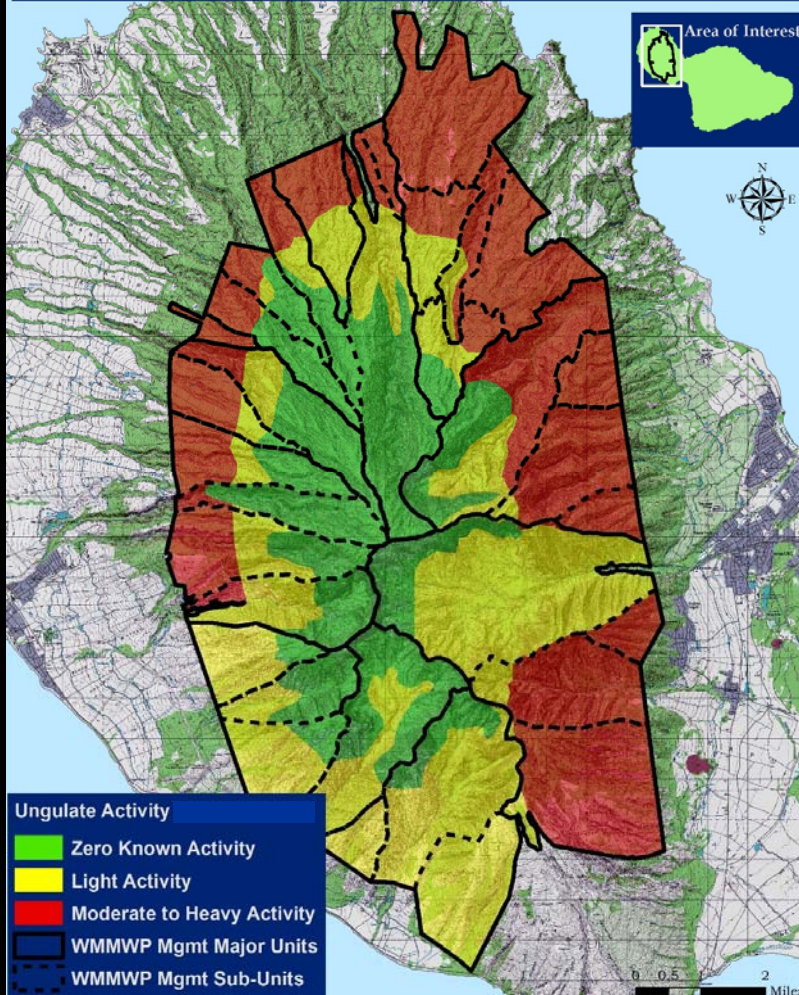 Area of Interest
N
W E
S
Ungulate Activity
Zero Known Activity
Light Activity
Moderate to Heavy Activity
WMMWP Mgmt Major Units
WMMWP Mgmt Sub-Units
0 0.5 1 2
Miles